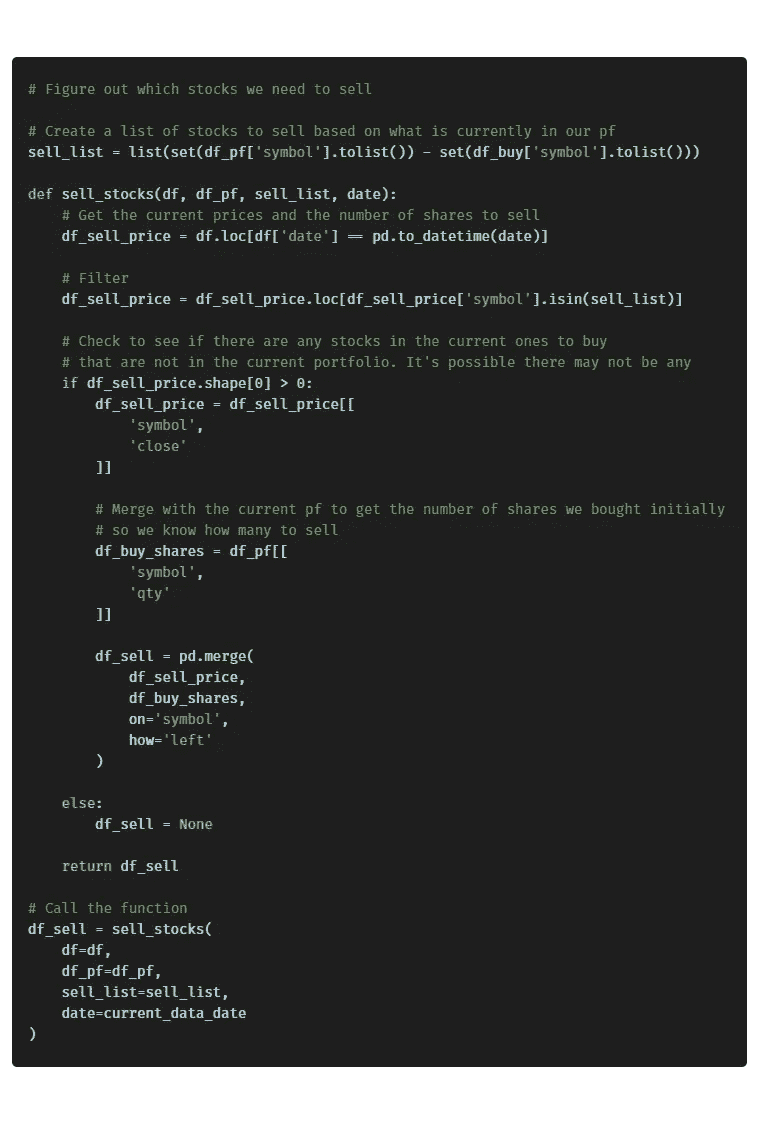 # Figure out which stocks we need to sell
# Create a list of stocks to sell based on what is currently in our pf
sell_list = list(set(df_pf['symbol'].tolist()) - set(df_buy['symbol'].tolist()))
def sell_stocks(df, df_pf, sell_list, date):
    # Get the current prices and the number of shares to sell
    df_sell_price = df.loc[df['date'] == pd.to_datetime(date)]
    # Filter
    df_sell_price = df_sell_price.loc[df_sell_price['symbol'].isin(sell_list)]
    # Check to see if there are any stocks in the current ones to buy
    # that are not in the current portfolio. It's possible there may not be any
    if df_sell_price.shape[0] > 0:
        df_sell_price = df_sell_price[[
            'symbol',
            'close'
        ]]
        # Merge with the current pf to get the number of shares we bought initially
        # so we know how many to sell
        df_buy_shares = df_pf[[
            'symbol',
            'qty'
        ]]
        df_sell = pd.merge(
            df_sell_price,
            df_buy_shares,
            on='symbol',
            how='left'
        )
    else:
        df_sell = None
    return df_sell
# Call the function
df_sell = sell_stocks(
    df=df,
    df_pf=df_pf,
    sell_list=sell_list,
    date=current_data_date
)